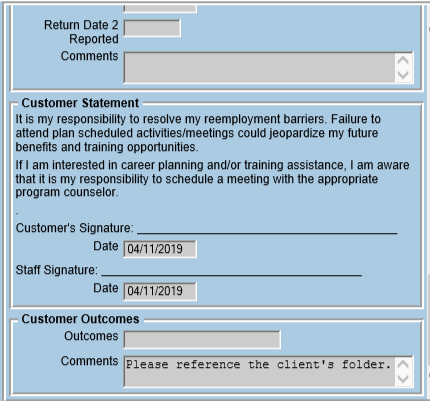 Return Date 2
Reported
Comments
Customer Statement
It is my responsibility to resolve my reemployment barriers. Failure to
attend plan scheduled activities/meetings could jeopardize my future
benefits and training opportunities.
If I am interested in career planning and/or training assistance, I am aware
that it is my responsibility to schedule a meeting with the appropriate
program counselor.
.
Customer's Signature:
Date 04/11/2019
Staff Signature:
Date 04/11/2019
Customer Outcomes
Outcomes
Comments Please reference the client's folder.